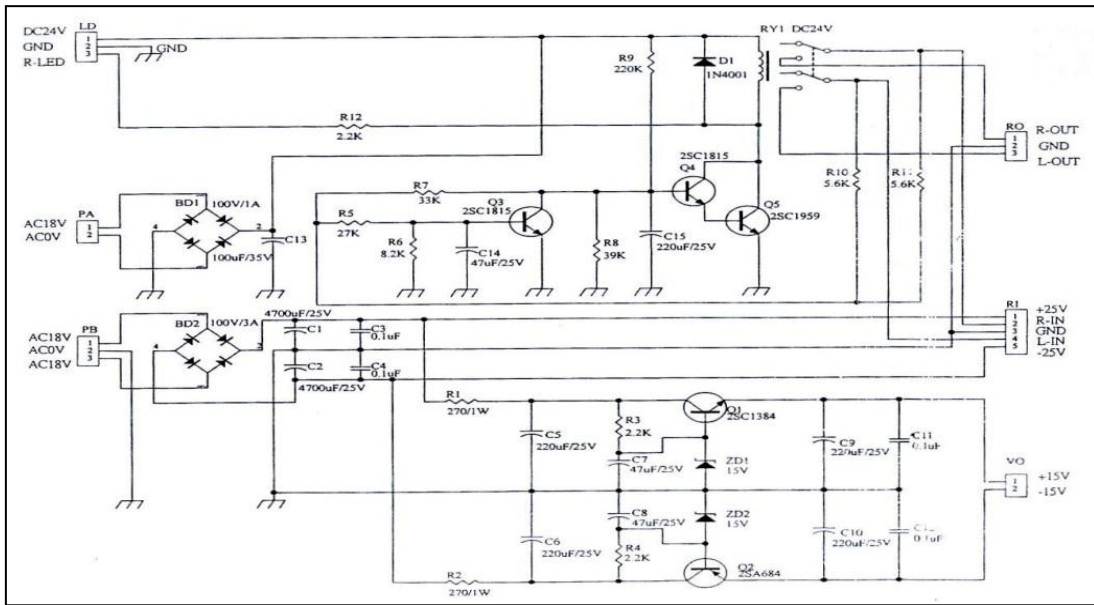 DC24V
LD
GND
R-LED
1
2
3
GND
RY1 DC24V
R9
220K
D1
1N4001
R12
2.2K
RO
R-OUT
GND
L-OUT
1
2
3
2SC1815
Q4
R10
5.6K
5.6K
R7
33K
Q3
2SC1815
Q5
2SC1959
R5
27K
R6
8.2K
C14
47uF/25V
R8
39K
C15
220uF/25V
PA
AC18V
AC0V
1
2
BD1
100V/1A
4
2
C13
100uF/35V
PB
AC18V
AC0V
AC18V
1
2
3
BD2
100V/3A
4
4700uF/25V
C1
C3
0.1uF
C2
C4
0.1uF
4700uF/25V
+25V
R-IN
GND
L-IN
-25V
1
2
3
4
5
R1
270/1W
C5
220uF/25V
R3
2.2K
C7
47uF/25V
Q1
2SC1384
ZD1
15V
C9
220uF/25V
C11
0.1uF
VO
+15V
-15V
1
2
C8
47uF/25V
ZD2
15V
C6
220uF/25V
R4
2.2K
C10
220uF/25V
0.1uF
Q2
2SA684
R2
270/1W